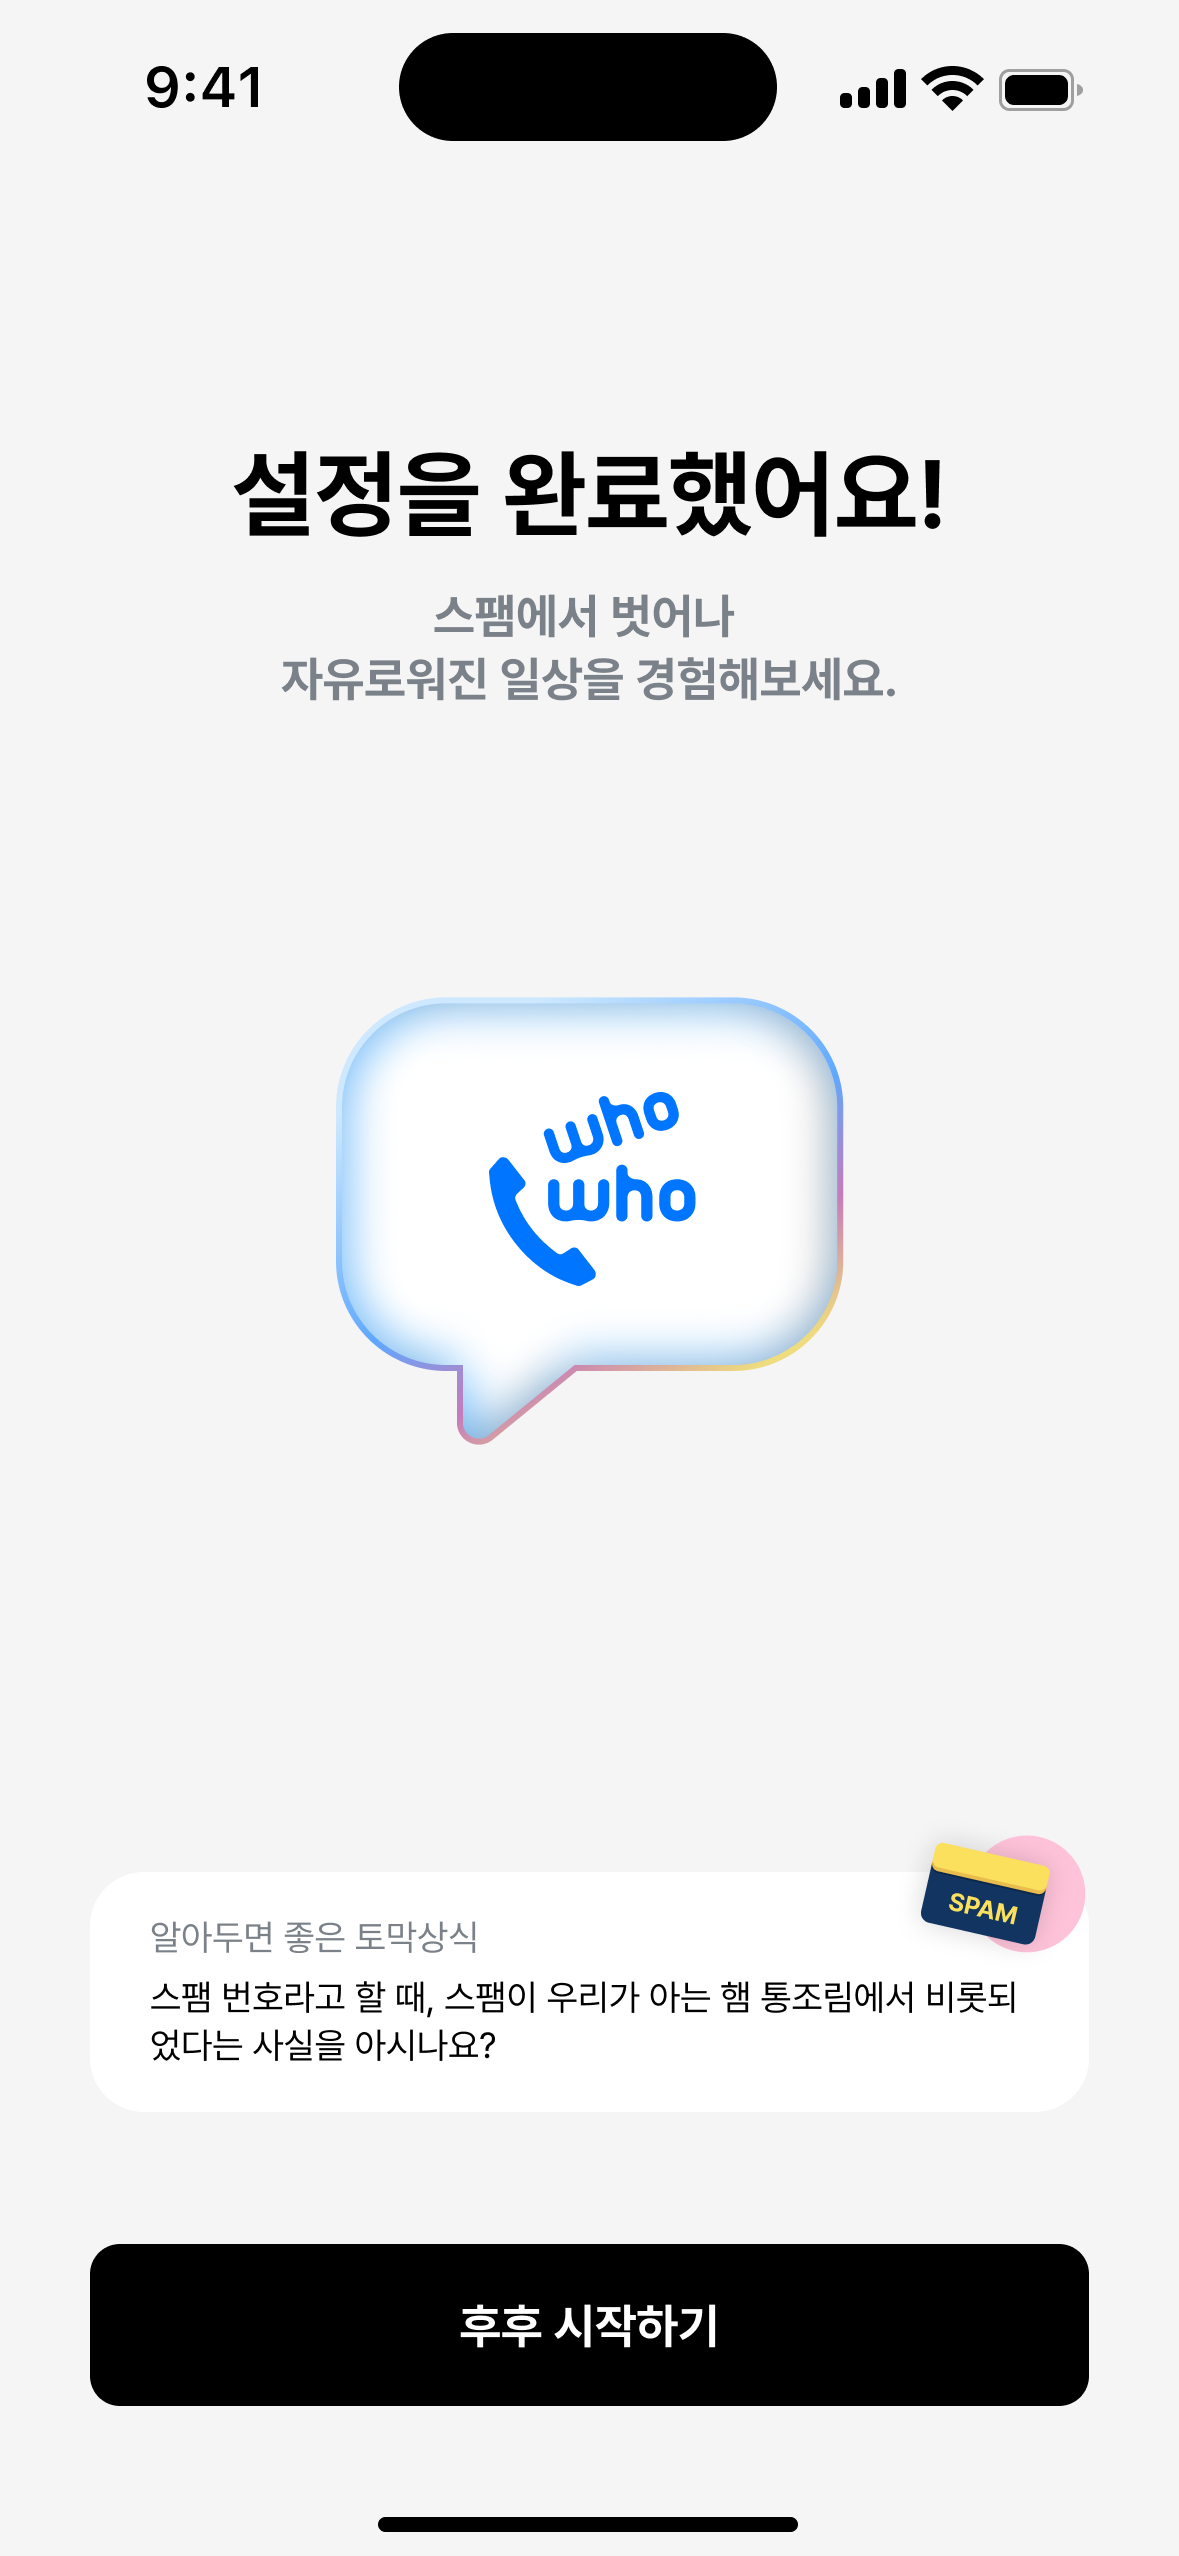 9:41
설정을 완료했어요!
스팸에서 벗어나
자유로워진 일상을 경험해보세요.
who
who
SPAM
알아두면 좋은 토막상식
스팸 번호라고 할 때, 스팸이 우리가 아는 햄 통조림에서 비롯되
었다는 사실을 아시나요?
후후 시작하기